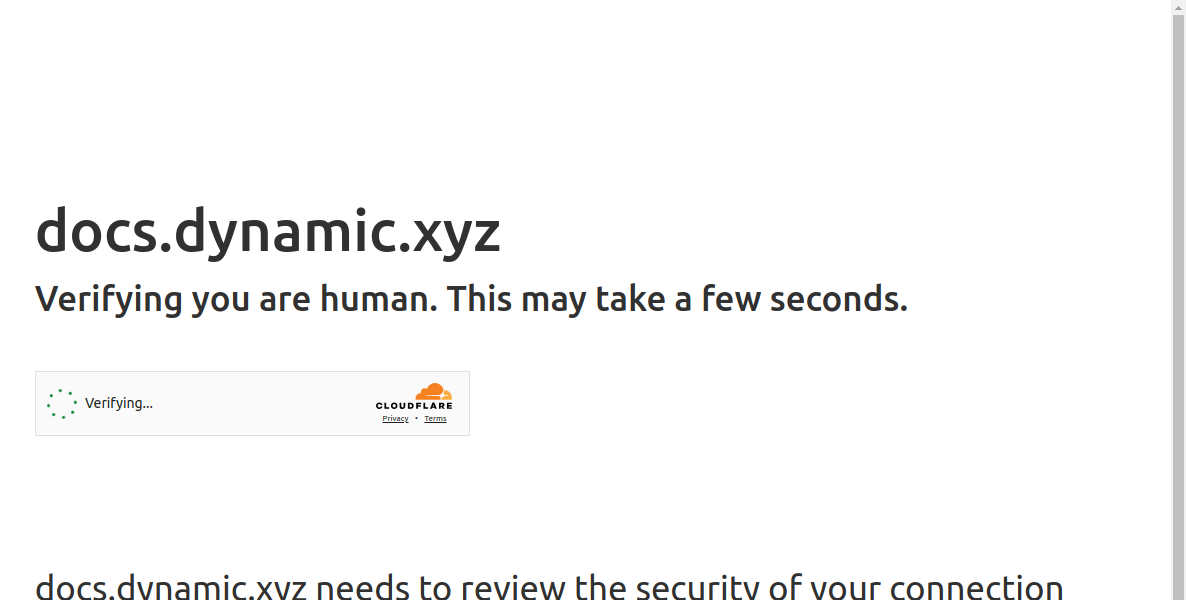 docs.dynamic.xyz
Verifying you are human. This may take a few seconds.
Verifying...
CLOUDFLARE
Privacy • Terms
docs.dynamic.xyz needs to review the security of your connection